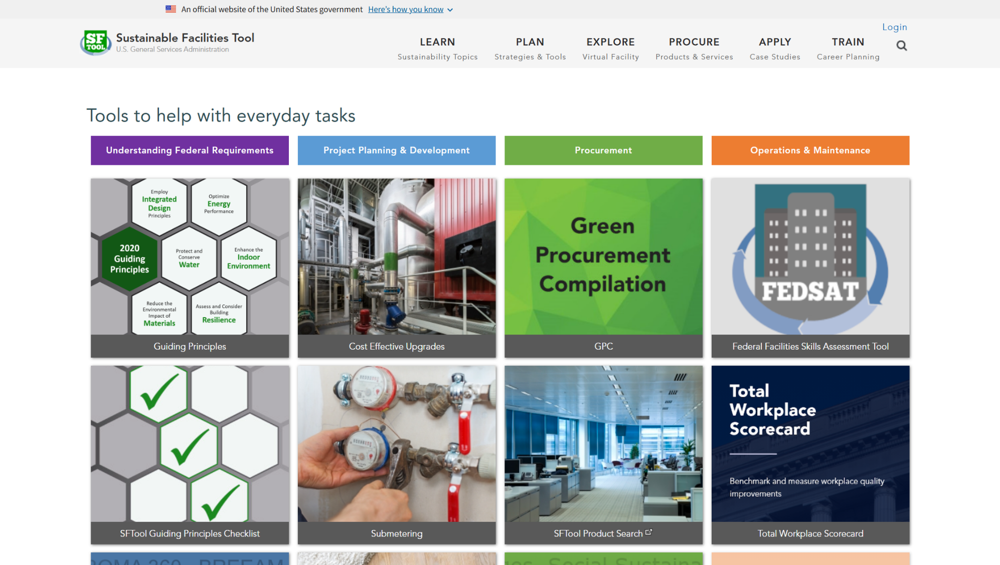 An official website of the United States government Here's how you know
Login
SF
TOOL
Sustainable Facilities Tool
U.S. General Services Administration
LEARN
Sustainability Topics
PLAN
Strategies & Tools
EXPLORE
Virtual Facility
PROCURE
Products & Services
APPLY
Case Studies
TRAIN
Career Planning
Tools to help with everyday tasks
Understanding Federal Requirements
Project Planning & Development
Procurement
Operations & Maintenance
Employ
Integrated
Design
Principles
Optimize
Energy
Performance
2020
Guiding
Principles
Protect and
Conserve
Water
Enhance the
Indoor
Environment
Reduce the
Environmental
Impact of
Materials
Assess and Consider
Building
Resilience
Guiding Principles
Cost Effective Upgrades
Green
Procurement
Compilation
GPC
FEDSAT
Federal Facilities Skills Assessment Tool
SFTool Guiding Principles Checklist
Submetering
SFTool Product Search
Total
Workplace
Scorecard
Benchmark and measure workplace quality
improvements
Total Workplace Scorecard